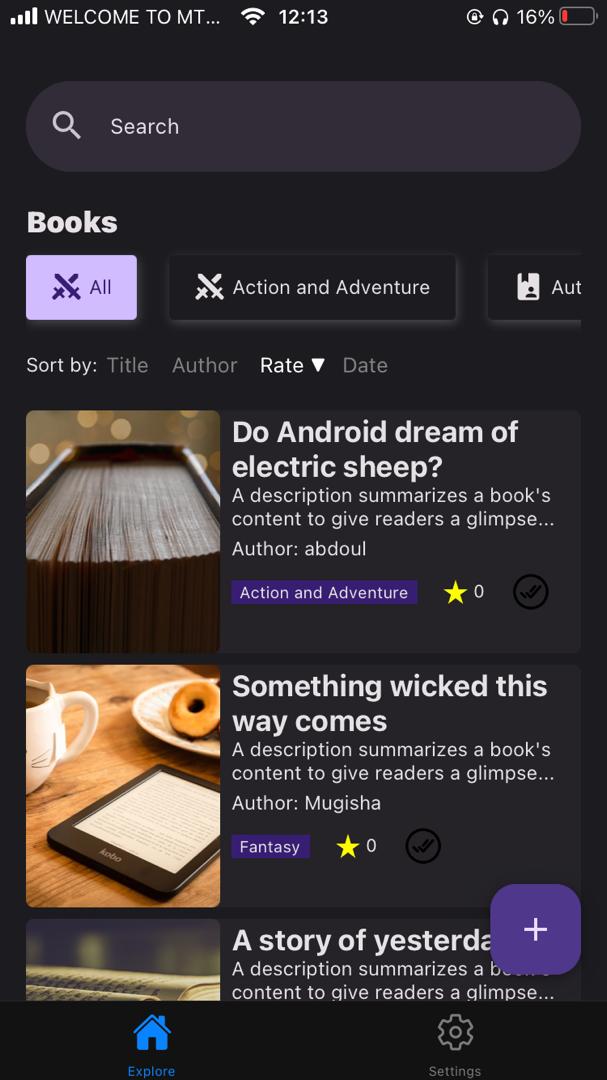 WELCOME TO MT... 12:13 16%
Search
Books
All Action and Adventure Aut
Sort by: Title Author Rate ▼ Date
Do Android dream of
electric sheep?
A description summarizes a book's
content to give readers a glimpse...
Author: abdoul
Action and Adventure 0
Something wicked this
way comes
A description summarizes a book's
content to give readers a glimpse...
Author: Mugisha
Fantasy 0
kobo
A story of yesterda
A description summarizes a book's
content to give readers a glimpse...
+
Explore Settings